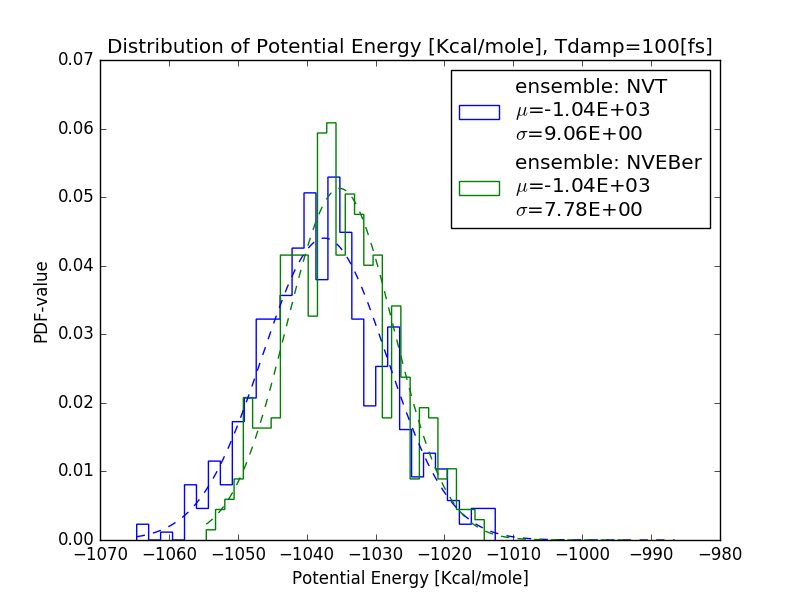 Distribution of Potential Energy [Kcal/mole], Tdamp=100[fs]
0.07
0.06
0.05
0.04
0.03
0.02
0.01
0.00
PDF-value
ensemble: NVT
μ=-1.04E+03
σ=9.06E+00
ensemble: NVEBer
μ=-1.04E+03
σ=7.78E+00
−1070 −1060 −1050 −1040 −1030 −1020 −1010 −1000 −990 −980
Potential Energy [Kcal/mole]